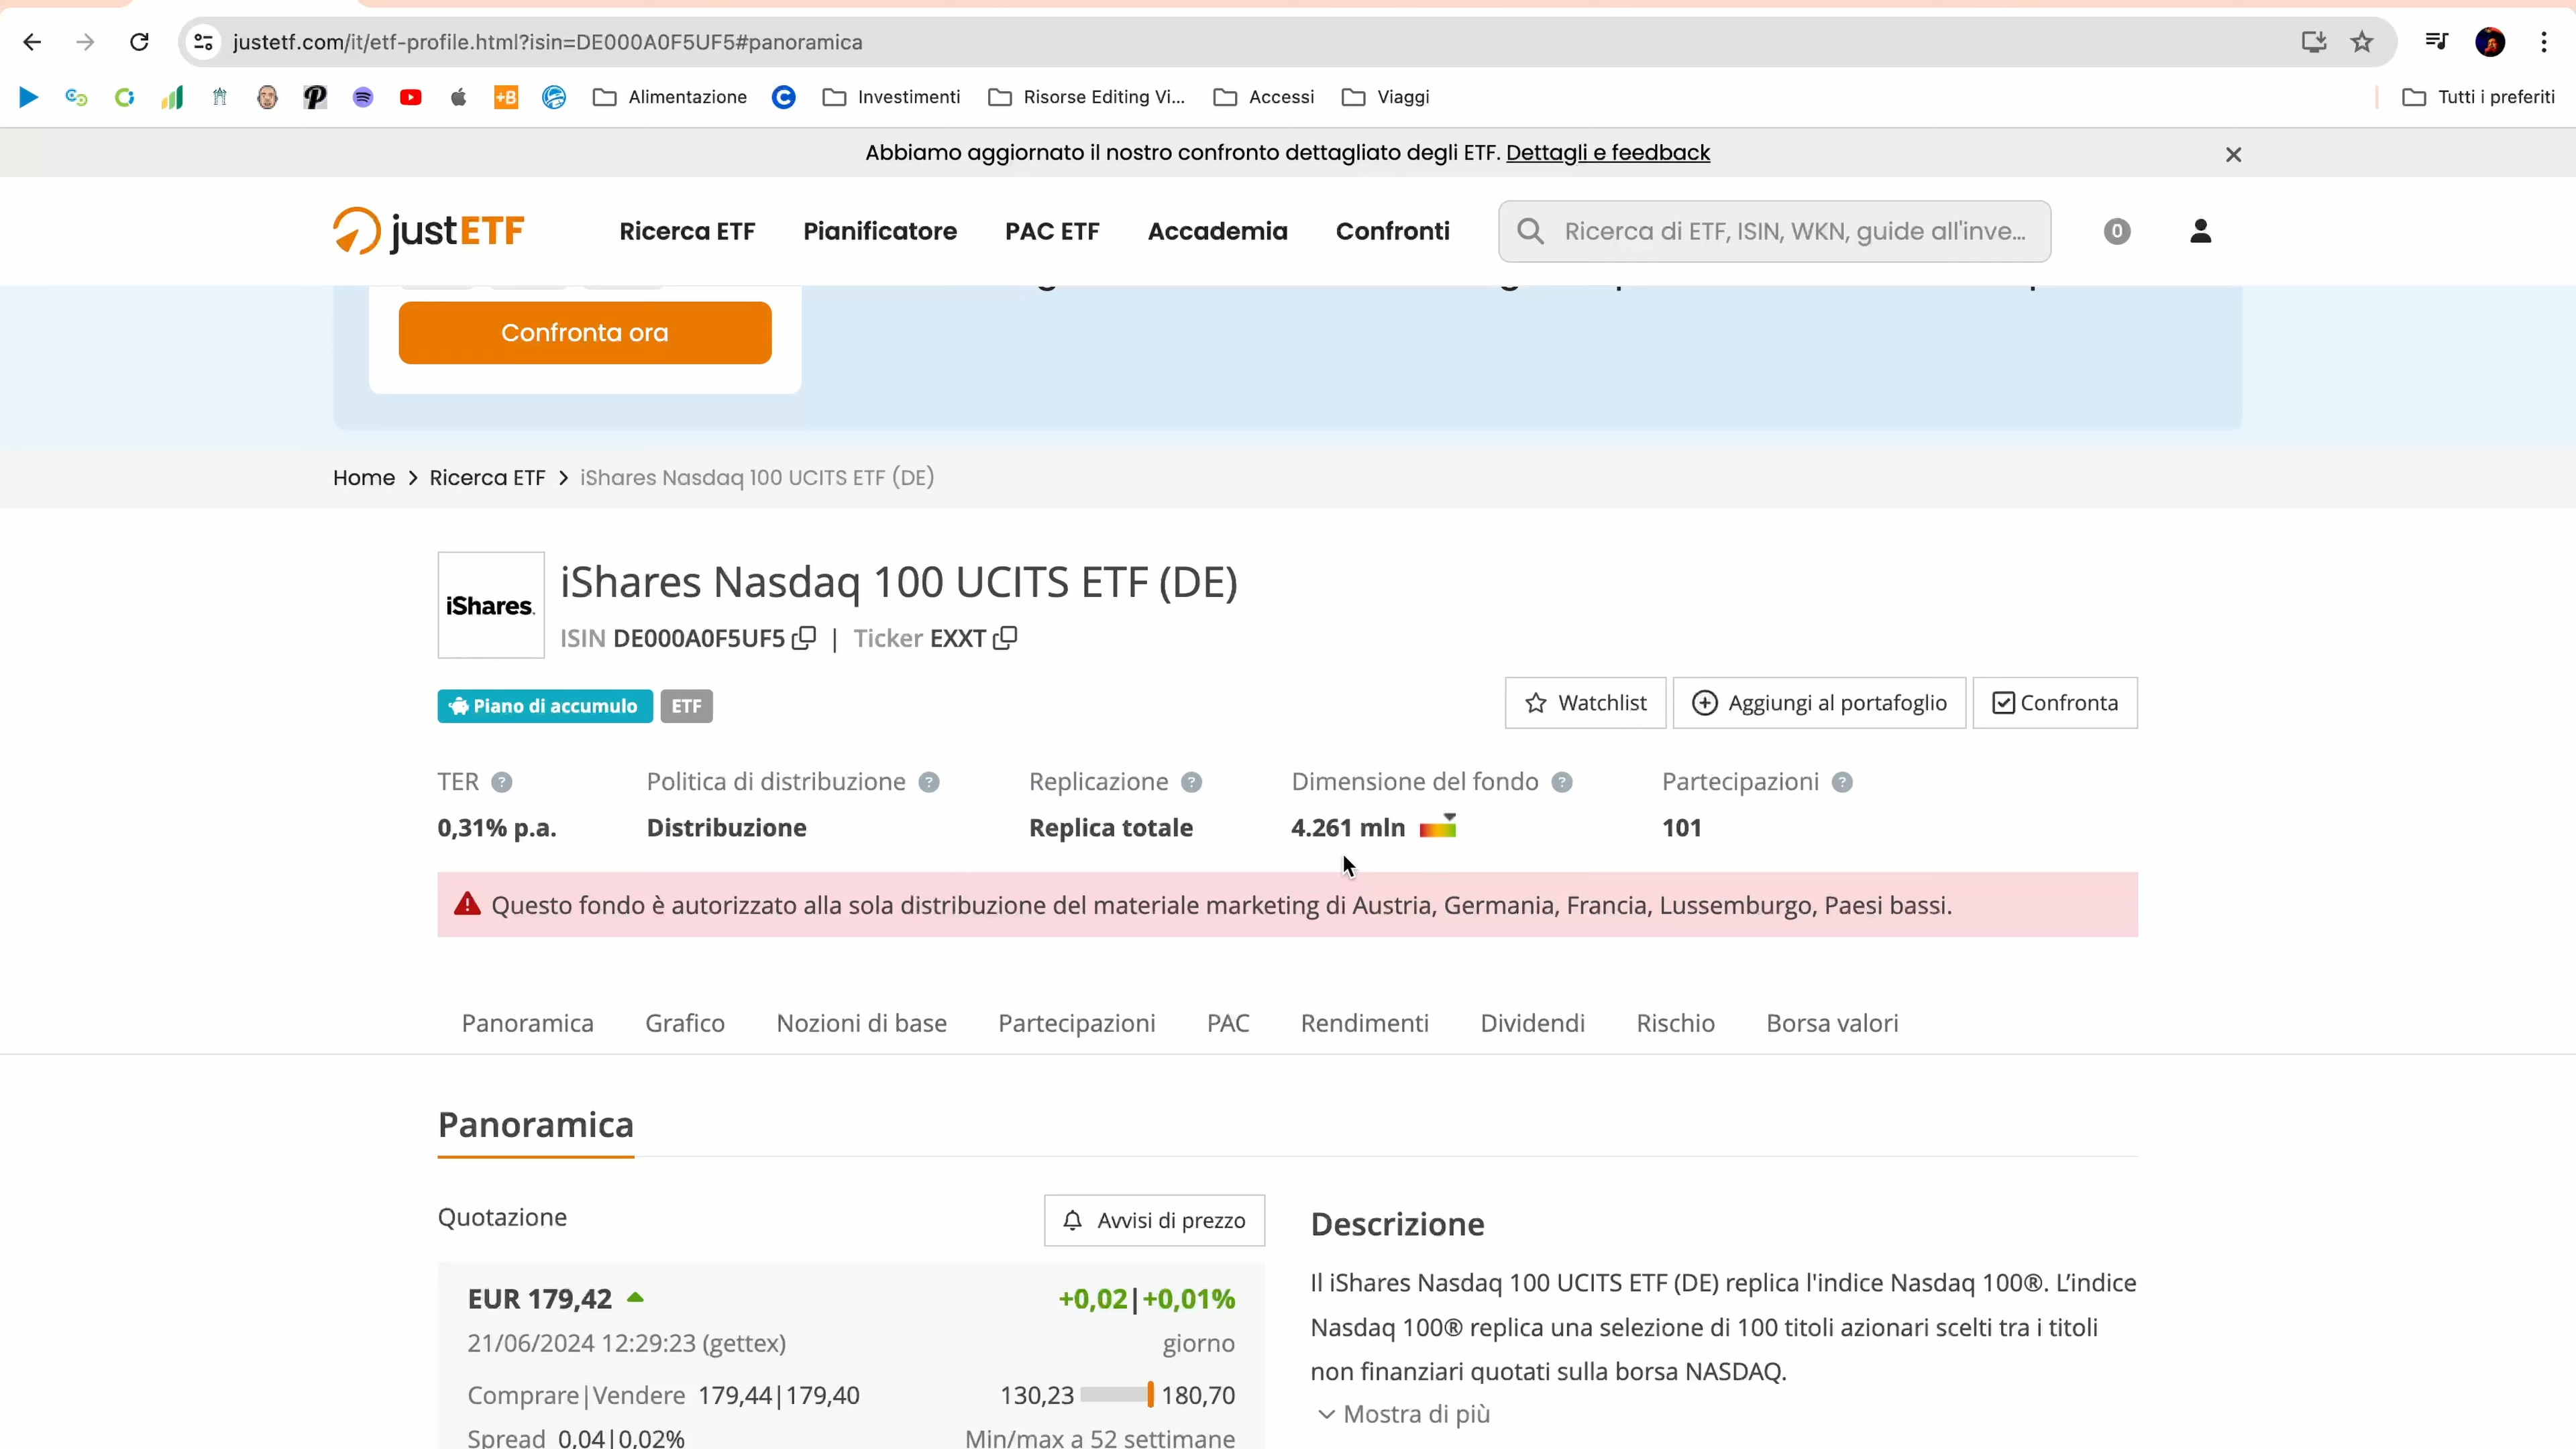 justetf.com/it/etf-profile.html?isin=DE000A0F5UF5#panoramica
+B Alimentazione C Investimenti Risorse Editing Vi... Accessi Viaggi Tutti i preferiti
Abbiamo aggiornato il nostro confronto dettagliato degli ETF. Dettagli e feedback
justETF Ricerca ETF Pianificatore PAC ETF Accademia Confronti Ricerca di ETF, ISIN, WKN, guide all'inve... 0
Confronta ora
Home > Ricerca ETF > iShares Nasdaq 100 UCITS ETF (DE)
iShares.
iShares Nasdaq 100 UCITS ETF (DE)
ISIN DE000A0F5UF5 | Ticker EXXT
Piano di accumulo ETF
Watchlist Aggiungi al portafoglio Confronta
TER ? Politica di distribuzione ? Replicazione ? Dimensione del fondo ? Partecipazioni ?
0,31% p.a. Distribuzione Replica totale 4.261 mln 101
Questo fondo è autorizzato alla sola distribuzione del materiale marketing di Austria, Germania, Francia, Lussemburgo, Paesi bassi.
Panoramica Grafico Nozioni di base Partecipazioni PAC Rendimenti Dividendi Rischio Borsa valori
Panoramica
Quotazione
Avvisi di prezzo
EUR 179,42 +0,02|+0,01%
21/06/2024 12:29:23 (gettex) giorno
Comprare|Vendere 179,44|179,40 130,23 180,70
Spread 0,04|0,02% Min/max a 52 settimane
Descrizione
Il iShares Nasdaq 100 UCITS ETF (DE) replica l'indice Nasdaq 100®. L’indice
Nasdaq 100® replica una selezione di 100 titoli azionari scelti tra i titoli
non finanziari quotati sulla borsa NASDAQ.
Mostra di più